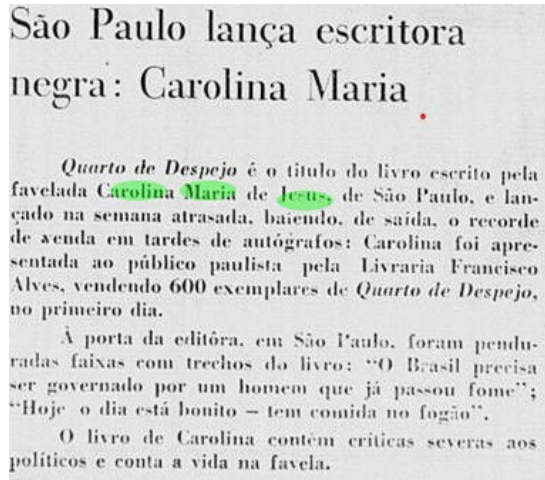 São Paulo lança escritora
negra: Carolina Maria
Quarto de Despejo é o titulo do livro escrito pela
favelada Carolina Maria de Jesus, de São Paulo, e lan-
çado na semana atrasada, batendo, de saída, o recorde
de venda em tardes de autógrafos: Carolina foi apre-
sentada ao público paulista pela Livraria Francisco
Alves, vendendo 600 exemplares de Quarto de Despejo,
no primeiro dia.
À porta da editôra, em São Paulo, foram pendu-
radas faixas com trechos do livro: "O Brasil precisa
ser governado por um homem que já passou fome";
"Hoje o dia está bonito — tem comida no fogão".
O livro de Carolina contém críticas severas aos
políticos e conta a vida na favela.